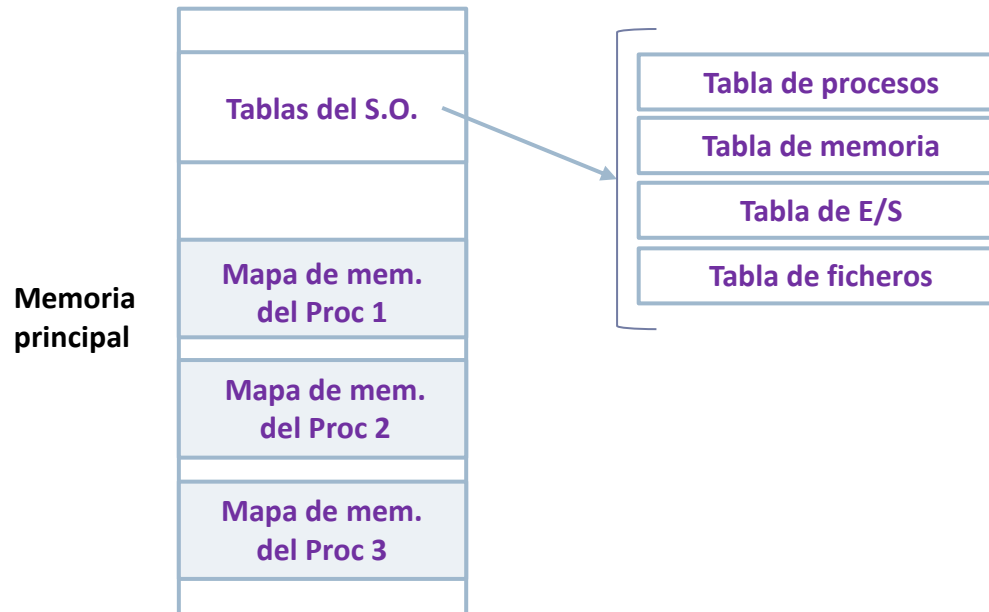 Memoria
principal
Tablas del S.O.
Mapa de mem.
del Proc 1
Mapa de mem.
del Proc 2
Mapa de mem.
del Proc 3
Tabla de procesos
Tabla de memoria
Tabla de E/S
Tabla de ficheros